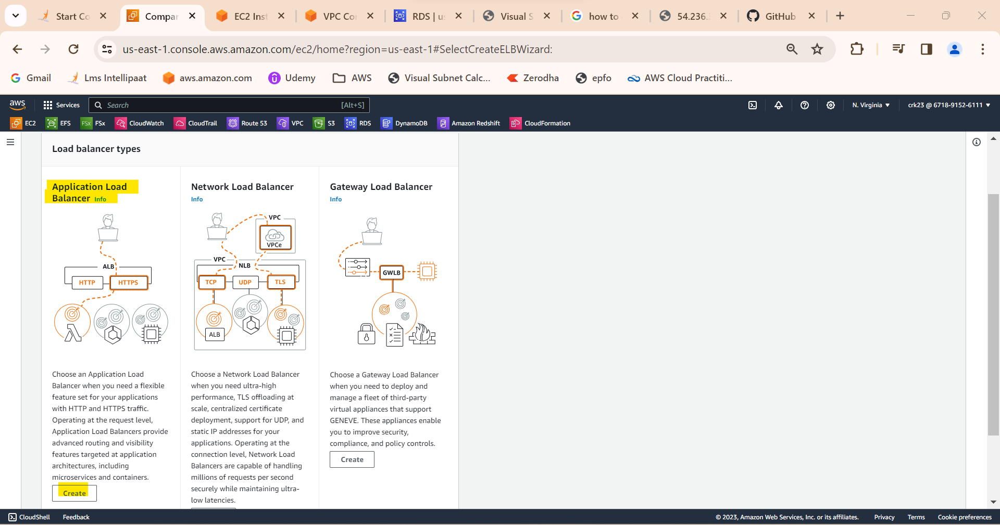 Start Co
Compar
EC2 Inst
VPC Co
RDS | us
Visual S
how to
54.236.
GitHub
us-east-1.console.aws.amazon.com/ec2/home?region=us-east-1#SelectCreateELBWizard:
Gmail
Lms Intellipaat
aws.amazon.com
Udemy
AWS
Visual Subnet Calc...
Zerodha
epfo
AWS Cloud Practiti...
aws
Services
Search
[Alt+S]
N. Virginia
crk23 @ 6718-9152-6111
EC2
EFS
FSx
FSx
CloudWatch
CloudTrail
Route 53
VPC
S3
RDS
DynamoDB
Amazon Redshift
CloudFormation
Load balancer types
Application Load
Balancer Info
ALB
HTTP
HTTPS
Choose an Application Load
Balancer when you need a flexible
feature set for your applications
with HTTP and HTTPS traffic.
Operating at the request level,
Application Load Balancers provide
advanced routing and visibility
features targeted at application
architectures, including
microservices and containers.
Create
Network Load Balancer
Info
VPC
VPCe
VPC
NLB
TCP
UDP
TLS
ALB
Choose a Network Load Balancer
when you need ultra-high
performance, TLS offloading at
scale, centralized certificate
deployment, support for UDP, and
static IP addresses for your
applications. Operating at the
connection level, Network Load
Balancers are capable of handling
millions of requests per second
securely while maintaining ultra-
low latencies.
Gateway Load Balancer
Info
GWLB
Choose a Gateway Load Balancer
when you need to deploy and
manage a fleet of third-party
virtual appliances that support
GENEVE. These appliances enable
you to improve security,
compliance, and policy controls.
Create
CloudShell
Feedback
© 2023, Amazon Web Services, Inc. or its affiliates.
Privacy
Terms
Cookie preferences